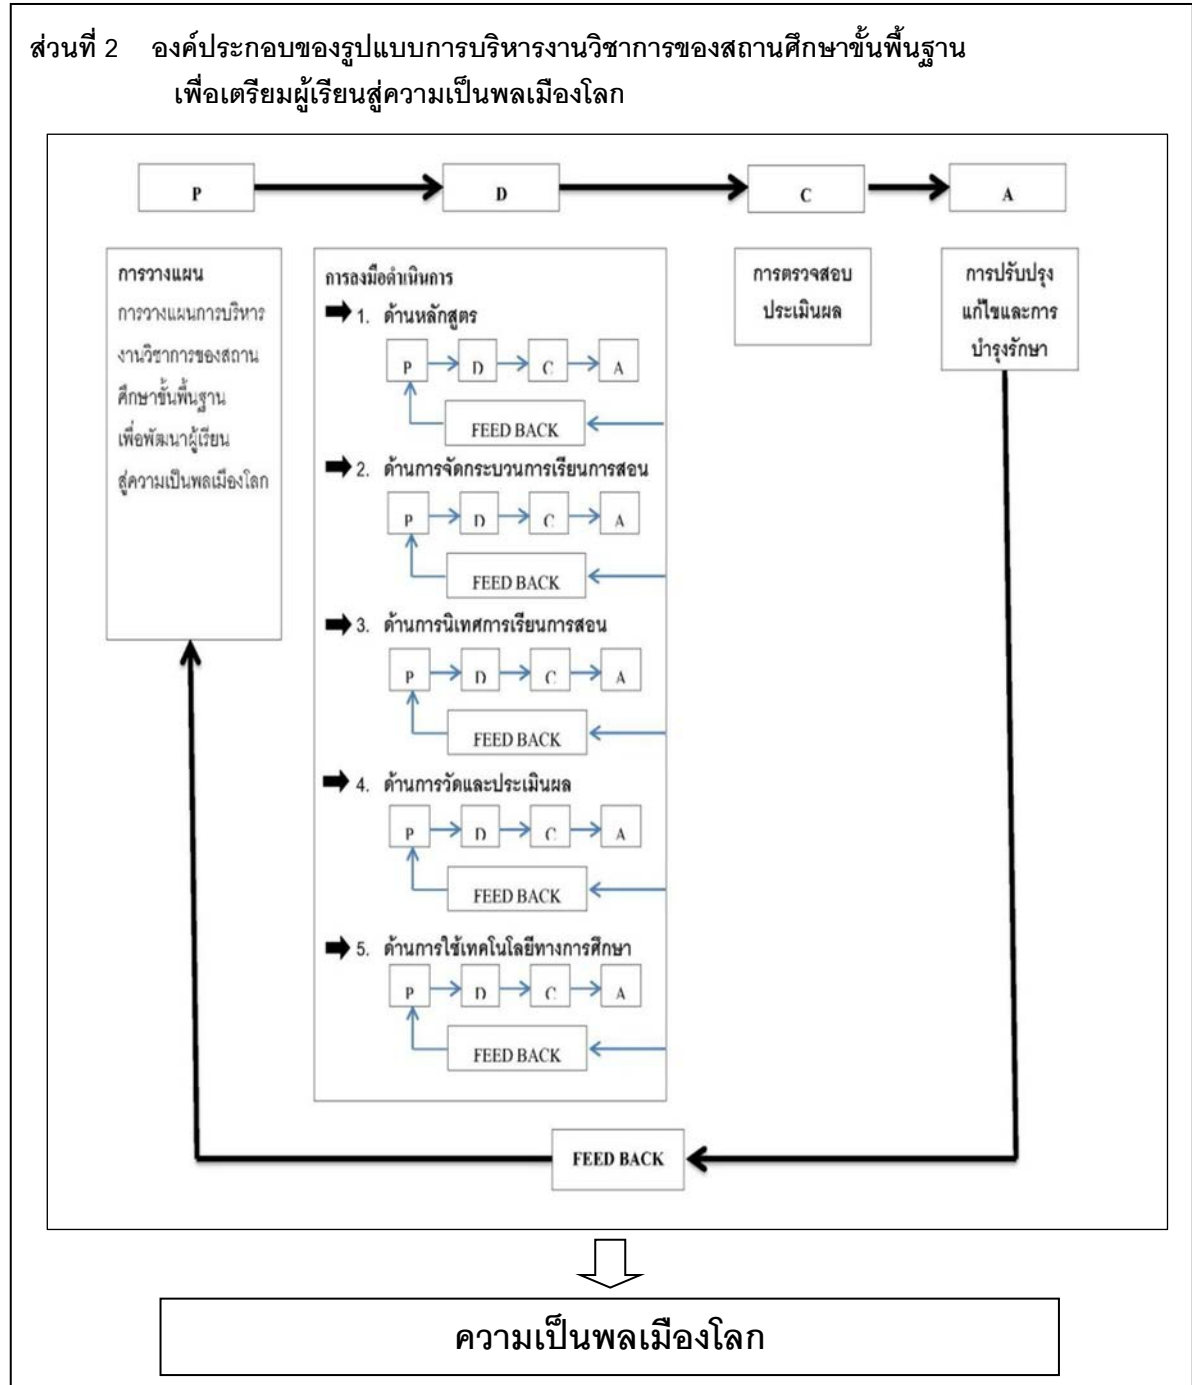 ส่วนที่ 2 องค์ประกอบของรูปแบบการบริหารงานวิชาการของสถานศึกษาขั้นพื้นฐาน
เพื่อเตรียมผู้เรียนสู่ความเป็นพลเมืองโลก
P D C A
การวางแผน
การวางแผนการบริหาร
งานวิชาการของสถาน
ศึกษาขั้นพื้นฐาน
เพื่อพัฒนาผู้เรียน
สู่ความเป็นพลเมืองโลก
การลงมือดำเนินการ
1. ด้านหลักสูตร
P D C A
FEED BACK
2. ด้านการจัดกระบวนการเรียนการสอน
P D C A
FEED BACK
3. ด้านการนิเทศการเรียนการสอน
P D C A
FEED BACK
4. ด้านการวัดและประเมินผล
P D C A
FEED BACK
5. ด้านการใช้เทคโนโลยีทางการศึกษา
P D C A
FEED BACK
การตรวจสอบ
ประเมินผล
การปรับปรุง
แก้ไขและการ
บำรุงรักษา
FEED BACK
ความเป็นพลเมืองโลก